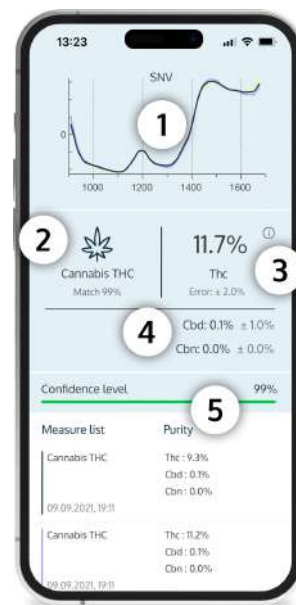 13:23
SNV
1
0
1000 1200 1400 1600
2
Cannabis THC
Match 99%
11.7%
Thc
Error: ± 2.0%
3
4
Cbd: 0.1% ± 1.0%
Cbn: 0.0% ± 0.0%
Confidence level 99%
5
Measure list Purity
Cannabis THC Thc : 9.3%
Cbd : 0.1%
Cbn : 0.0%
09.09.2021, 19:11
Cannabis THC Thc : 11.2%
Cbd : 0.1%
Cbn : 0.0%
09.09.2021, 19:11